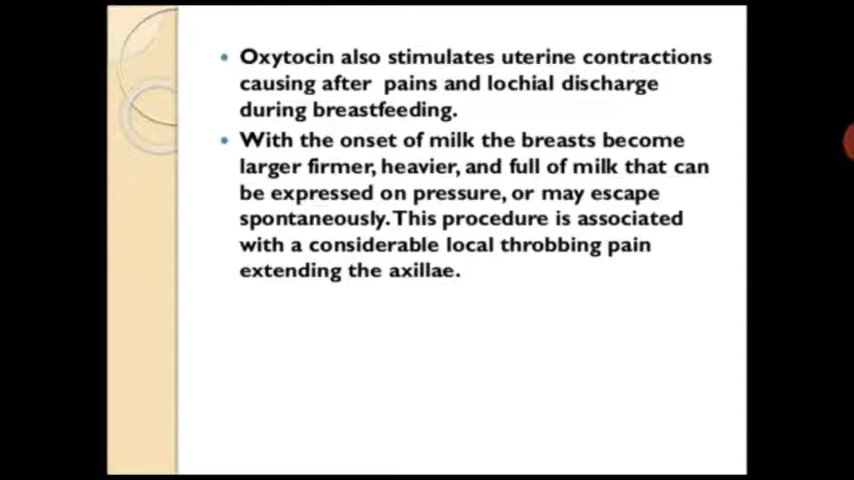 Oxytocin also stimulates uterine contractions
causing after pains and lochial discharge
during breastfeeding.
With the onset of milk the breasts become
larger firmer, heavier, and full of milk that can
be expressed on pressure, or may escape
spontaneously. This procedure is associated
with a considerable local throbbing pain
extending the axillae.